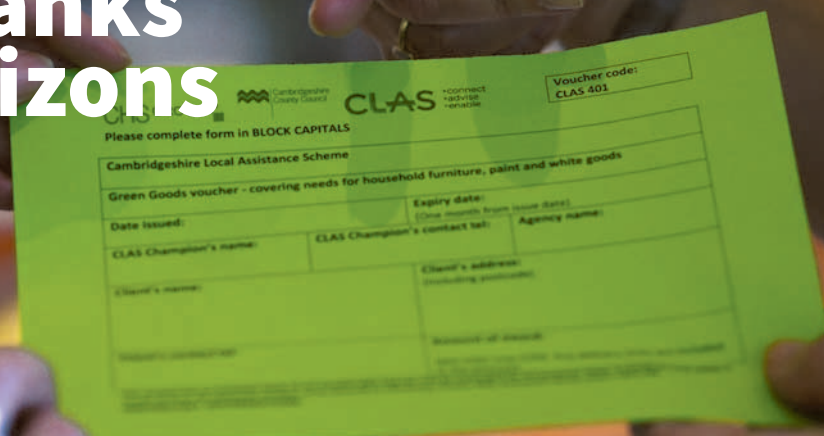 anks
izons
CHS
Cambridgeshire
County Council
CLAS
•connect
•advise
•enable
Voucher code:
CLAS 401
Please complete form in BLOCK CAPITALS
Cambridgeshire Local Assistance Scheme
Green Goods voucher - covering needs for household furniture, paint and white goods
Date issued:
Expiry date:
(One month from issue date)
CLAS Champion's name:
CLAS Champion's contact tel:
Agency name:
Client's name:
Client's address:
(including postcode)
Amount of award: